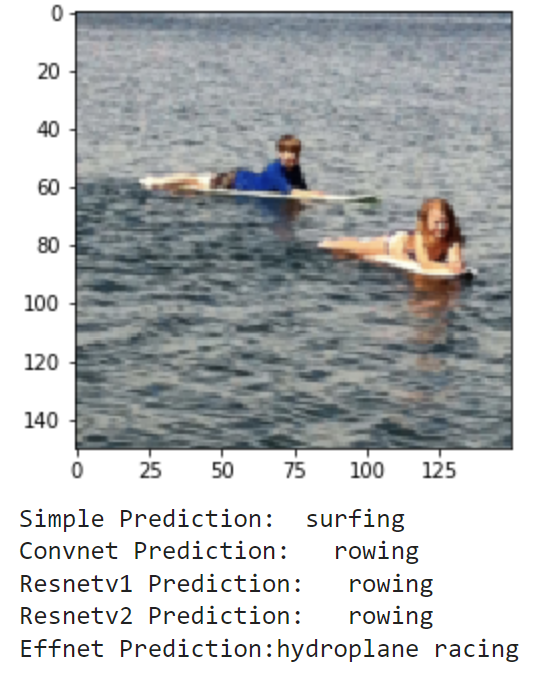 0
20
40
60
80
100
120
140
0 25 50 75 100 125
Simple Prediction:  surfing
Convnet Prediction:   rowing
Resnetv1 Prediction:   rowing
Resnetv2 Prediction:   rowing
Effnet Prediction:hydroplane racing